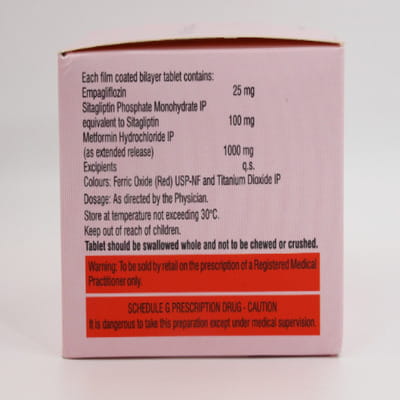 Each film coated bilayer tablet contains:
Empagliflozin 25 mg
Sitagliptin Phosphate Monohydrate IP
equivalent to Sitagliptin 100 mg
Metformin Hydrochloride IP
(as extended release) 1000 mg
Excipients q.s.
Colours: Ferric Oxide (Red) USP-NF and Titanium Dioxide IP
Dosage: As directed by the Physician.
Store at temperature not exceeding 30°C.
Keep out of reach of children.
Tablet should be swallowed whole and not to be chewed or crushed.
Warning: To be sold by retail on the prescription of a Registered Medical
Practitioner only.
SCHEDULE G PRESCRIPTION DRUG - CAUTION
It is dangerous to take this preparation except under medical supervision.